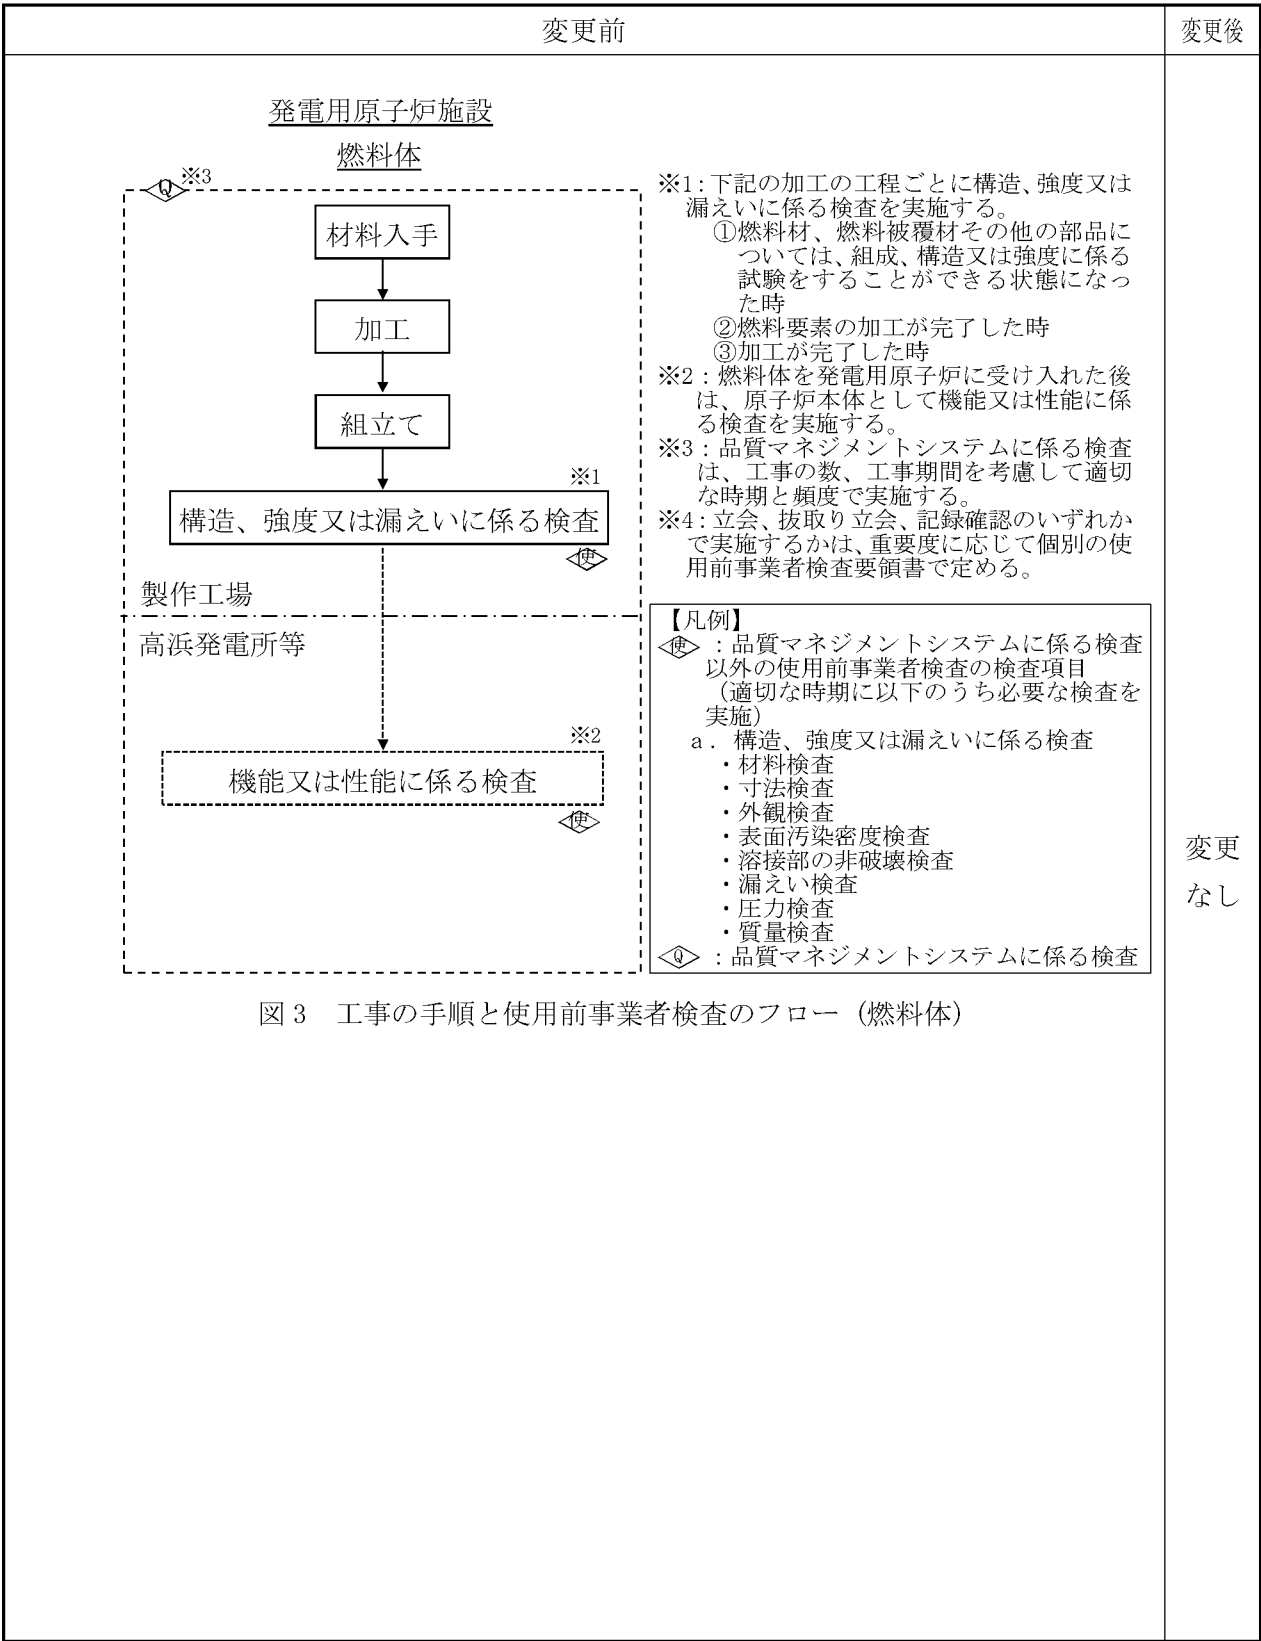 変更前
変更後
発電用原子炉施設
燃料体
Q
※3
材料入手
加工
組立て
※1
構造、強度又は漏えいに係る検査
使
製作工場
高浜発電所等
※2
機能又は性能に係る検査
使
※1：下記の加工の工程ごとに構造、強度又は
漏えいに係る検査を実施する。
①燃料材、燃料被覆材その他の部品に
ついては、組成、構造又は強度に係る
試験をすることができる状態になっ
た時
②燃料要素の加工が完了した時
③加工が完了した時
※2：燃料体を発電用原子炉に受け入れた後
は、原子炉本体として機能又は性能に係
る検査を実施する。
※3：品質マネジメントシステムに係る検査
は、工事の数、工事期間を考慮して適切
な時期と頻度で実施する。
※4：立会、抜取り立会、記録確認のいずれか
で実施するかは、重要度に応じて個別の使
用前事業者検査要領書で定める。
【凡例】
使：品質マネジメントシステムに係る検査
以外の使用前事業者検査の検査項目
（適切な時期に以下のうち必要な検査を
実施）
a．構造、強度又は漏えいに係る検査
・材料検査
・寸法検査
・外観検査
・表面汚染密度検査
・溶接部の非破壊検査
・漏えい検査
・圧力検査
・質量検査
Q：品質マネジメントシステムに係る検査
図3　工事の手順と使用前事業者検査のフロー（燃料体）
変更
なし